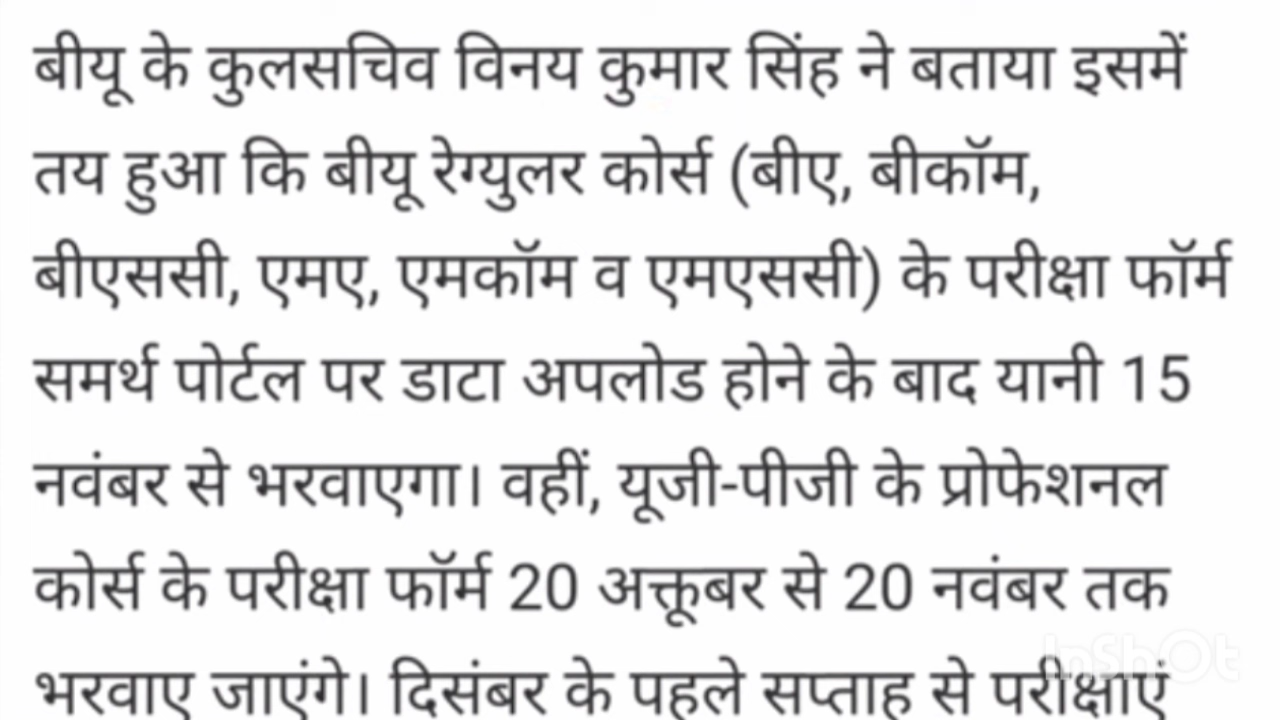 बीयू के कुलसचिव विनय कुमार सिंह ने बताया इसमें
तय हुआ कि बीयू रेग्युलर कोर्स (बीए, बीकॉम,
बीएससी, एमए, एमकॉम व एमएससी) के परीक्षा फॉर्म
समर्थ पोर्टल पर डाटा अपलोड होने के बाद यानी 15
नवंबर से भरवाएगा। वहीं, यूजी-पीजी के प्रोफेशनल
कोर्स के परीक्षा फॉर्म 20 अक्तूबर से 20 नवंबर तक
भरवाए जाएंगे। दिसंबर के पहले सप्ताह से परीक्षाएं
InShOt